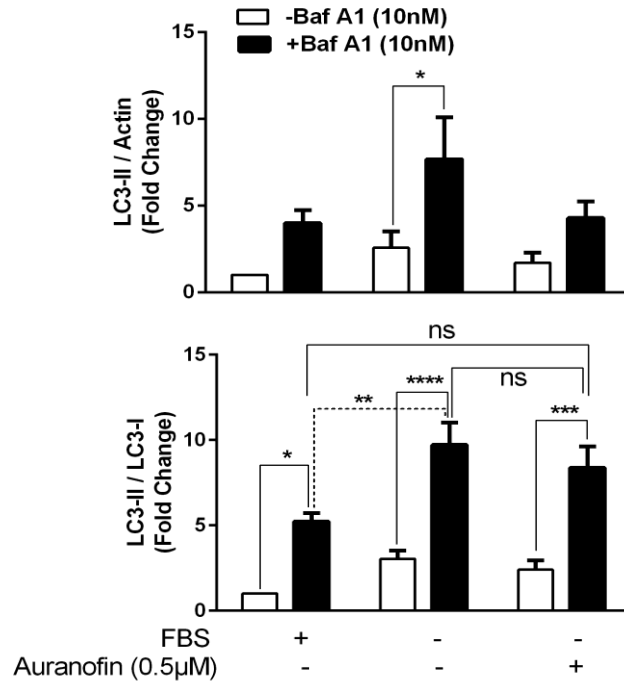 -Baf A1 (10nM)
+Baf A1 (10nM)
LC3-II / Actin
(Fold Change)
15
10
5
0
*
LC3-II / LC3-I
(Fold Change)
15
10
5
0
ns
ns
**
****
***
*
FBS + - -
Auranofin (0.5µM) - - +